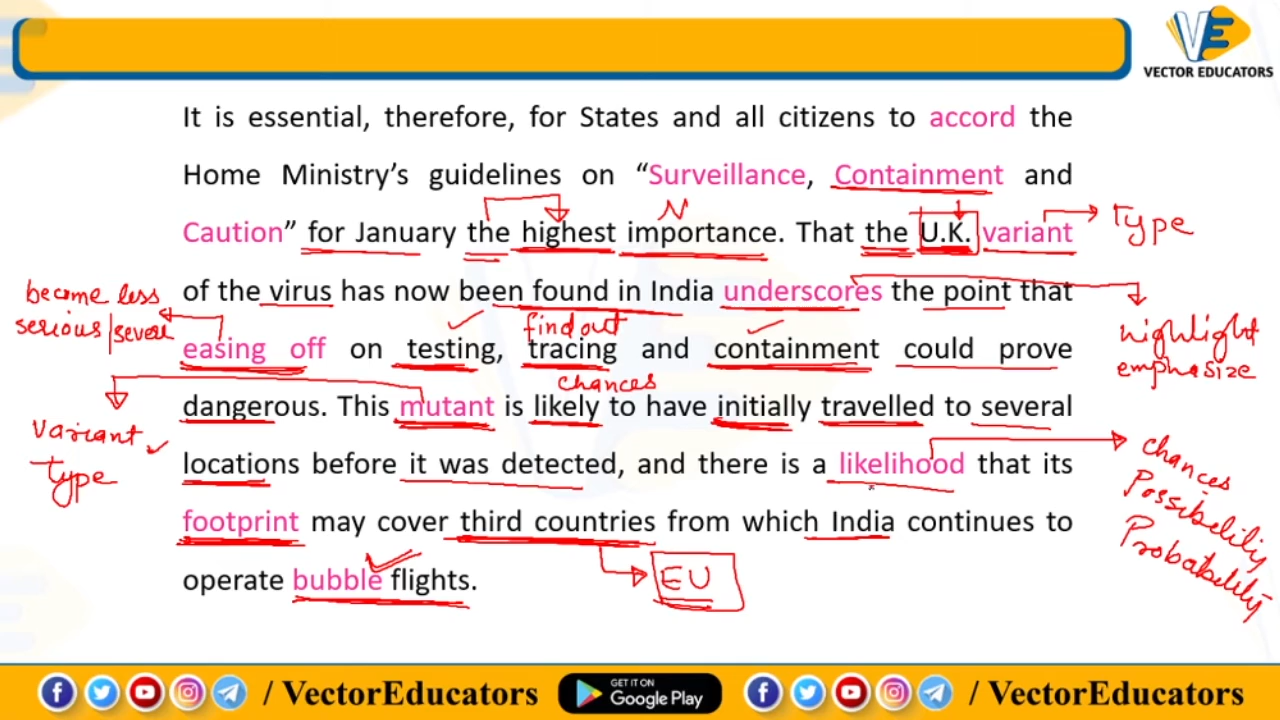 VE
VECTOR EDUCATORS
It is essential, therefore, for States and all citizens to accord the
Home Ministry's guidelines on “Surveillance, Containment and
N
Caution” for January the highest importance. That the U.K. variant
Type
of the virus has now been found in India underscores the point that
become less
serious/severe
find out
highlight
emphasize
easing off on testing, tracing and containment could prove
chances
dangerous. This mutant is likely to have initially travelled to several
variant
type
locations before it was detected, and there is a likelihood that its
chances
Possibelily
Probabelily
footprint may cover third countries from which India continues to
operate bubble flights.
EU
/ VectorEducators
GET IT ON
Google Play
/ VectorEducators